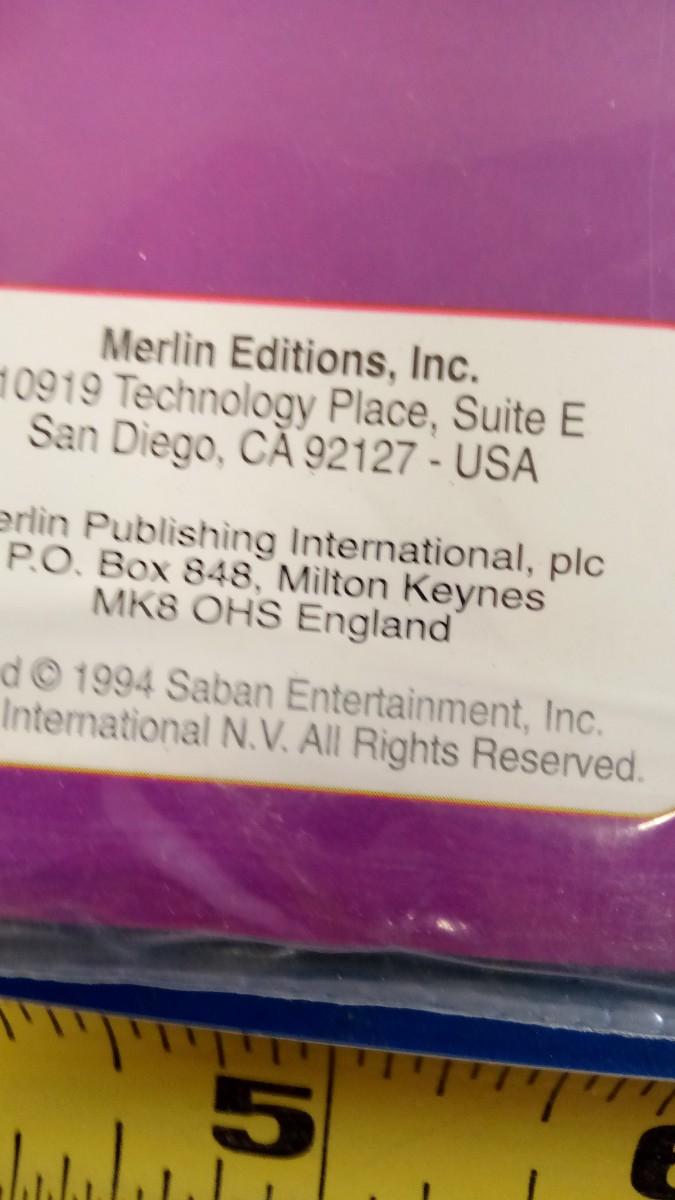 Merlin Editions, Inc.
10919 Technology Place, Suite E
San Diego, CA 92127 - USA
erlin Publishing International, plc
P.O. Box 848, Milton Keynes
MK8 OHS England
d © 1994 Saban Entertainment, Inc.
International N.V. All Rights Reserved.
5
6